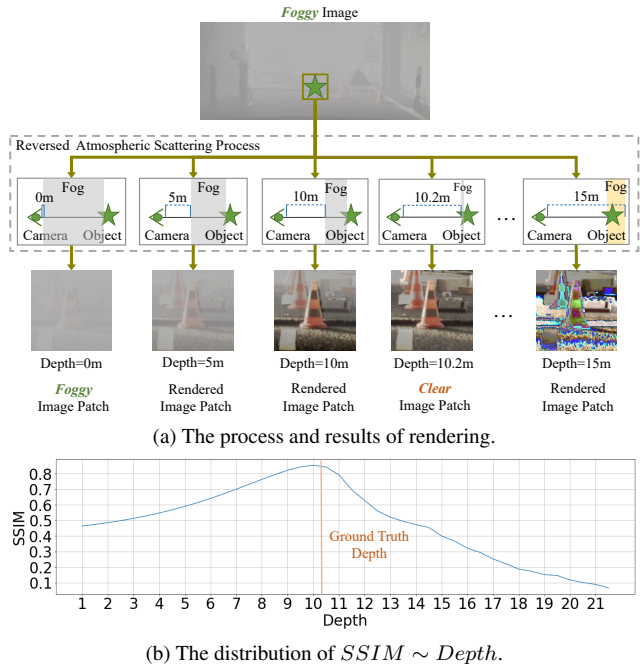 Foggy Image
Reversed Atmospheric Scattering Process
0m Fog Camera Object
5m Fog Camera Object
10m Fog Camera Object
10.2m Fog Camera Object
...
15m Fog Camera Object
...
Depth=0m Depth=5m Depth=10m Depth=10.2m Depth=15m
Foggy Rendered Rendered Clear Rendered
Image Patch Image Patch Image Patch Image Patch Image Patch
(a) The process and results of rendering.
0.8
0.7
0.6
0.5
0.4
0.3
0.2
0.1
SSIM
Ground Truth
Depth
1 2 3 4 5 6 7 8 9 10 11 12 13 14 15 16 17 18 19 20 21
Depth
(b) The distribution of SSIM ∼ Depth.